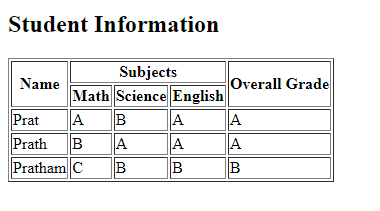 Student Information
Name Subjects Overall Grade
Math Science English
Prat A B A A
Prath B A A A
Pratham C B B B